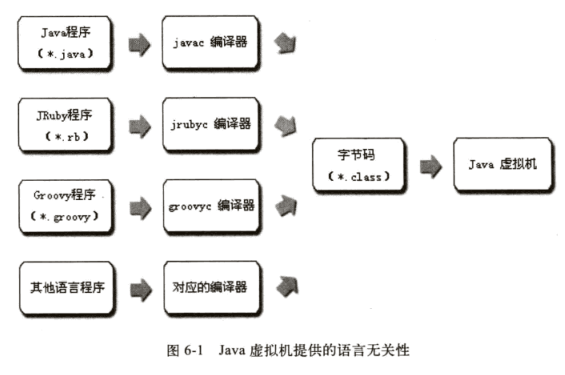 Java程序
(*.java)
javac 编译器
JRuby程序
(*.rb)
jrubyc 编译器
字节码
(*.class)
Java 虚拟机
Groovy程序
(*.groovy)
groovyc 编译器
其他语言程序
对应的编译器
图 6-1 Java 虚拟机提供的语言无关性